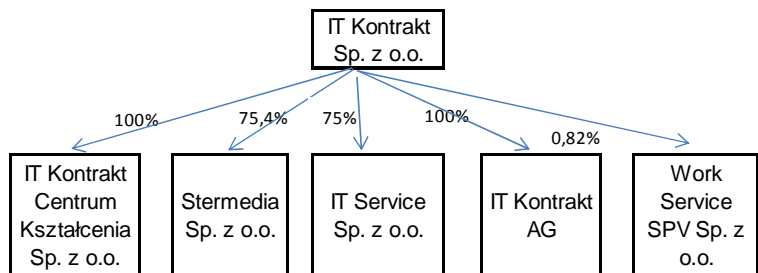 IT Kontrakt
Sp. z o.o.
100%
75,4%
75%
100%
0,82%
IT Kontrakt
Centrum
Kształcenia
Sp. z o.o.
Stermedia
Sp. z o.o.
IT Service
Sp. z o.o.
IT Kontrakt
AG
Work
Service
SPV Sp. z
o.o.